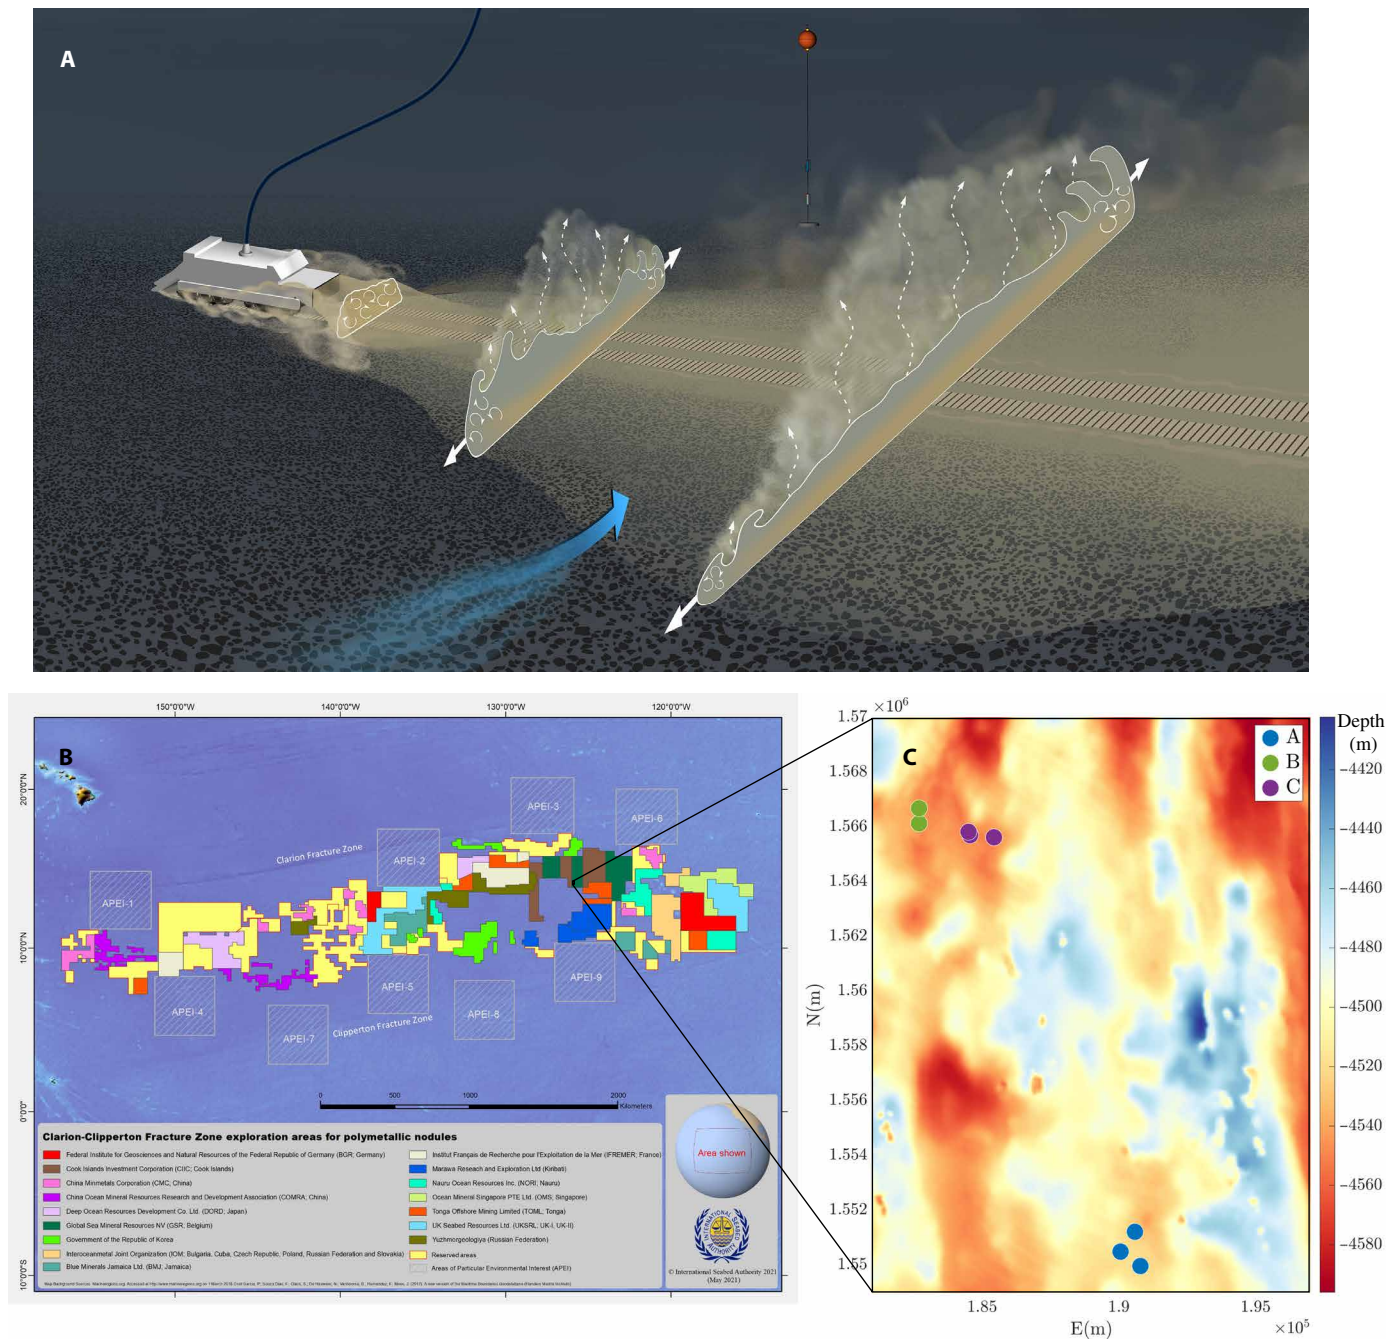 A
150°0'0"W
140°0'0"W
130°0'0"W
120°0'0"W
B
20°0'0"N
10°0'0"N
0°0'0"
10°0'0"S
APEI-3
APEI-6
Clarion Fracture Zone
APEI-2
APEI-1
APEI-9
APEI-5
APEI-4
APEI-8
Clipperton Fracture Zone
APEI-7
0
500
1000
2000
Kilometers
Clarion-Clipperton Fracture Zone exploration areas for polymetallic nodules
Federal Institute for Geosciences and Natural Resources of the Federal Republic of Germany (BGR; Germany)
Cook Islands Investment Corporation (CIIC; Cook Islands)
China Minmetals Corporation (CMC; China)
China Ocean Mineral Resources Research and Development Association (COMRA; China)
Deep Ocean Resources Development Co. Ltd. (DORD; Japan)
Global Sea Mineral Resources NV (GSR; Belgium)
Government of the Republic of Korea
Interoceanmetal Joint Organization (IOM; Bulgaria, Cuba, Czech Republic, Poland, Russian Federation and Slovakia)
Blue Minerals Jamaica Ltd. (BMJ; Jamaica)
Institut Français de Recherche pour l'Exploitation de la Mer (IFREMER; France)
Marawa Reseach and Exploration Ltd (Kiribati)
Nauru Ocean Resources Inc. (NORI; Nauru)
Ocean Mineral Singapore PTE Ltd. (OMS; Singapore)
Tonga Offshore Mining Limited (TOML; Tonga)
UK Seabed Resources Ltd. (UKSRL; UK-I, UK-II)
Yuzhmorgeologiya (Russian Federation)
Reserved areas
Areas of Particular Environmental Interest (APEI)
Area shown
INTERNATIONAL SEABED AUTHORITY
© International Seabed Authority 2021
(May 2021)
C
×10⁶
1.57
1.568
1.566
1.564
1.562
1.56
1.558
1.556
1.554
1.552
1.55
N(m)
1.85
1.9
1.95
E(m)
×10⁵
A
B
C
Depth
(m)
−4420
−4440
−4460
−4480
−4500
−4520
−4540
−4560
−4580